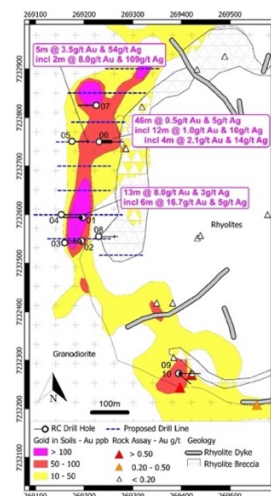 269100 269200 269300 269400 269500
7232900
7232800
7232700
7232600
7232500
7232400
7232300
7232200
7232100
5m @ 3.5g/t Au & 54g/t Ag
incl 2m @ 8.0g/t Au & 109g/t Ag
07
46m @ 0.5g/t Au & 5g/t Ag
incl 12m @ 1.0g/t Au & 10g/t Ag
incl 4m @ 2.1g/t Au & 14g/t Ag
05
06
13m @ 8.0g/t Au & 3g/t Ag
incl 6m @ 16.7g/t Au & 5g/t Ag
04
01
08
03
02
Rhyolites
Granodiorite
09
10
N
100m
RC Drill Hole Proposed Drill Line
Gold in Soils - Au ppb Rock Assay - Au g/t Geology
> 100 > 0.50 Rhyolite Dyke
50 - 100 0.20 - 0.50 Rhyolite Breccia
10 - 50 < 0.20